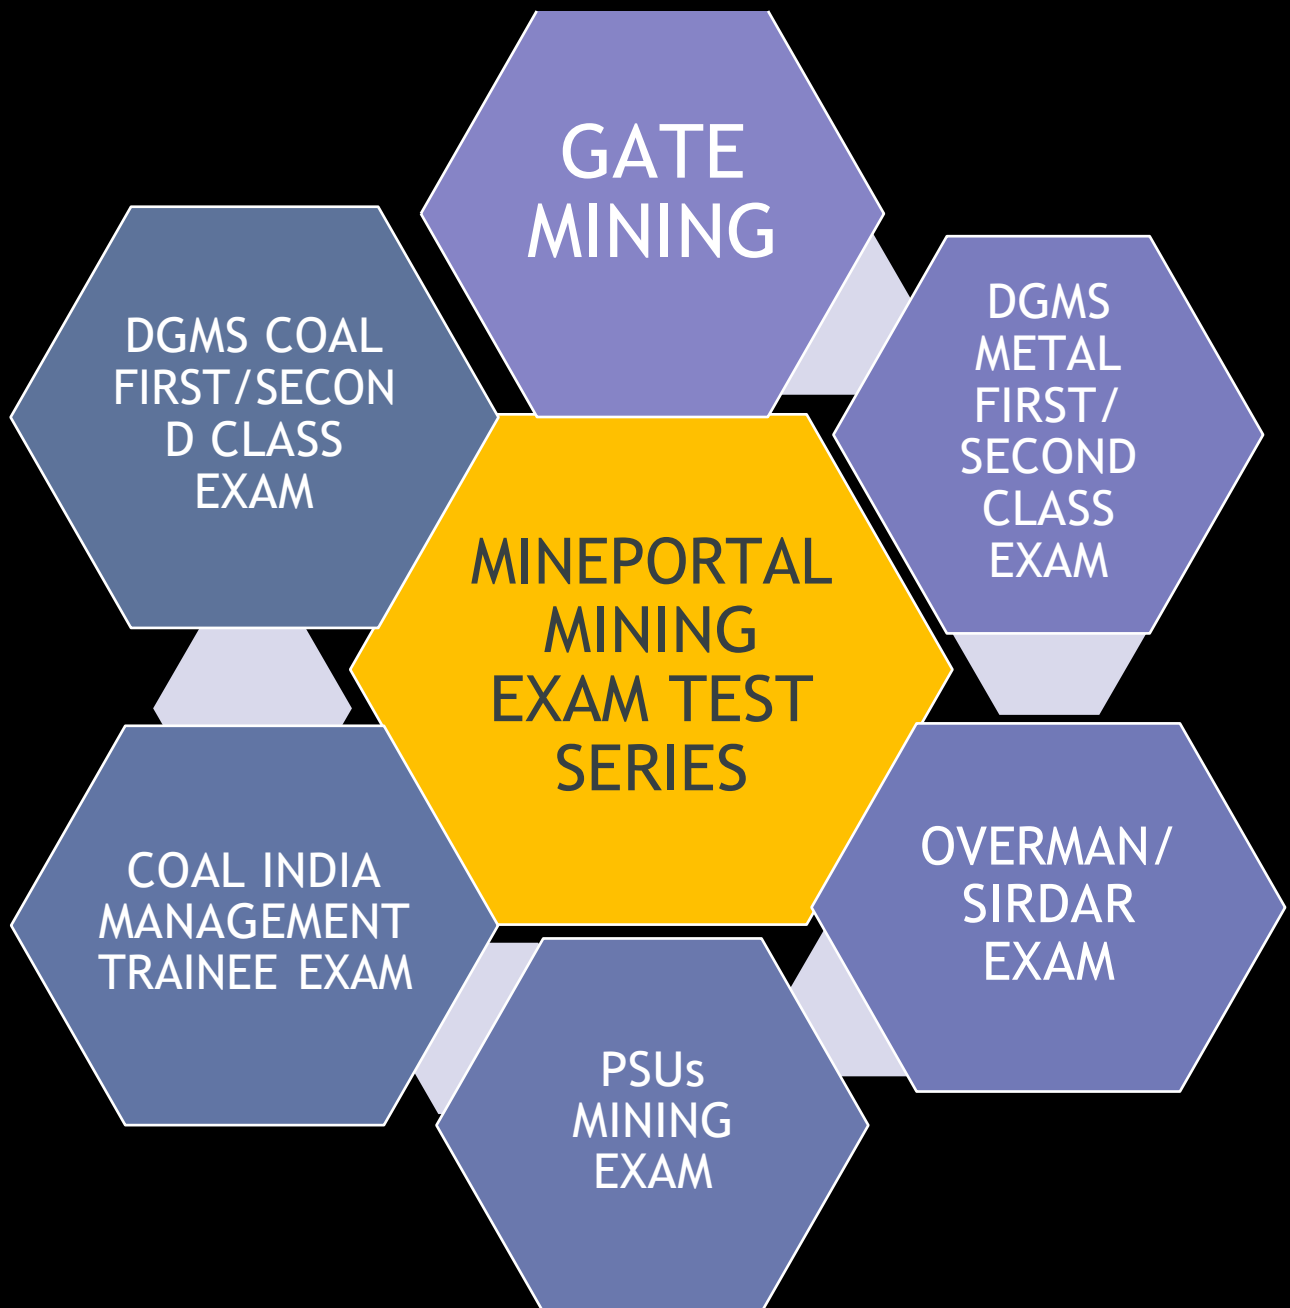 GATE
MINING
DGMS COAL
FIRST/SECON
D CLASS
EXAM
DGMS
METAL
FIRST/
SECOND
CLASS
EXAM
MINEPORTAL
MINING
EXAM TEST
SERIES
COAL INDIA
MANAGEMENT
TRAINEE EXAM
OVERMAN/
SIRDAR
EXAM
PSUs
MINING
EXAM